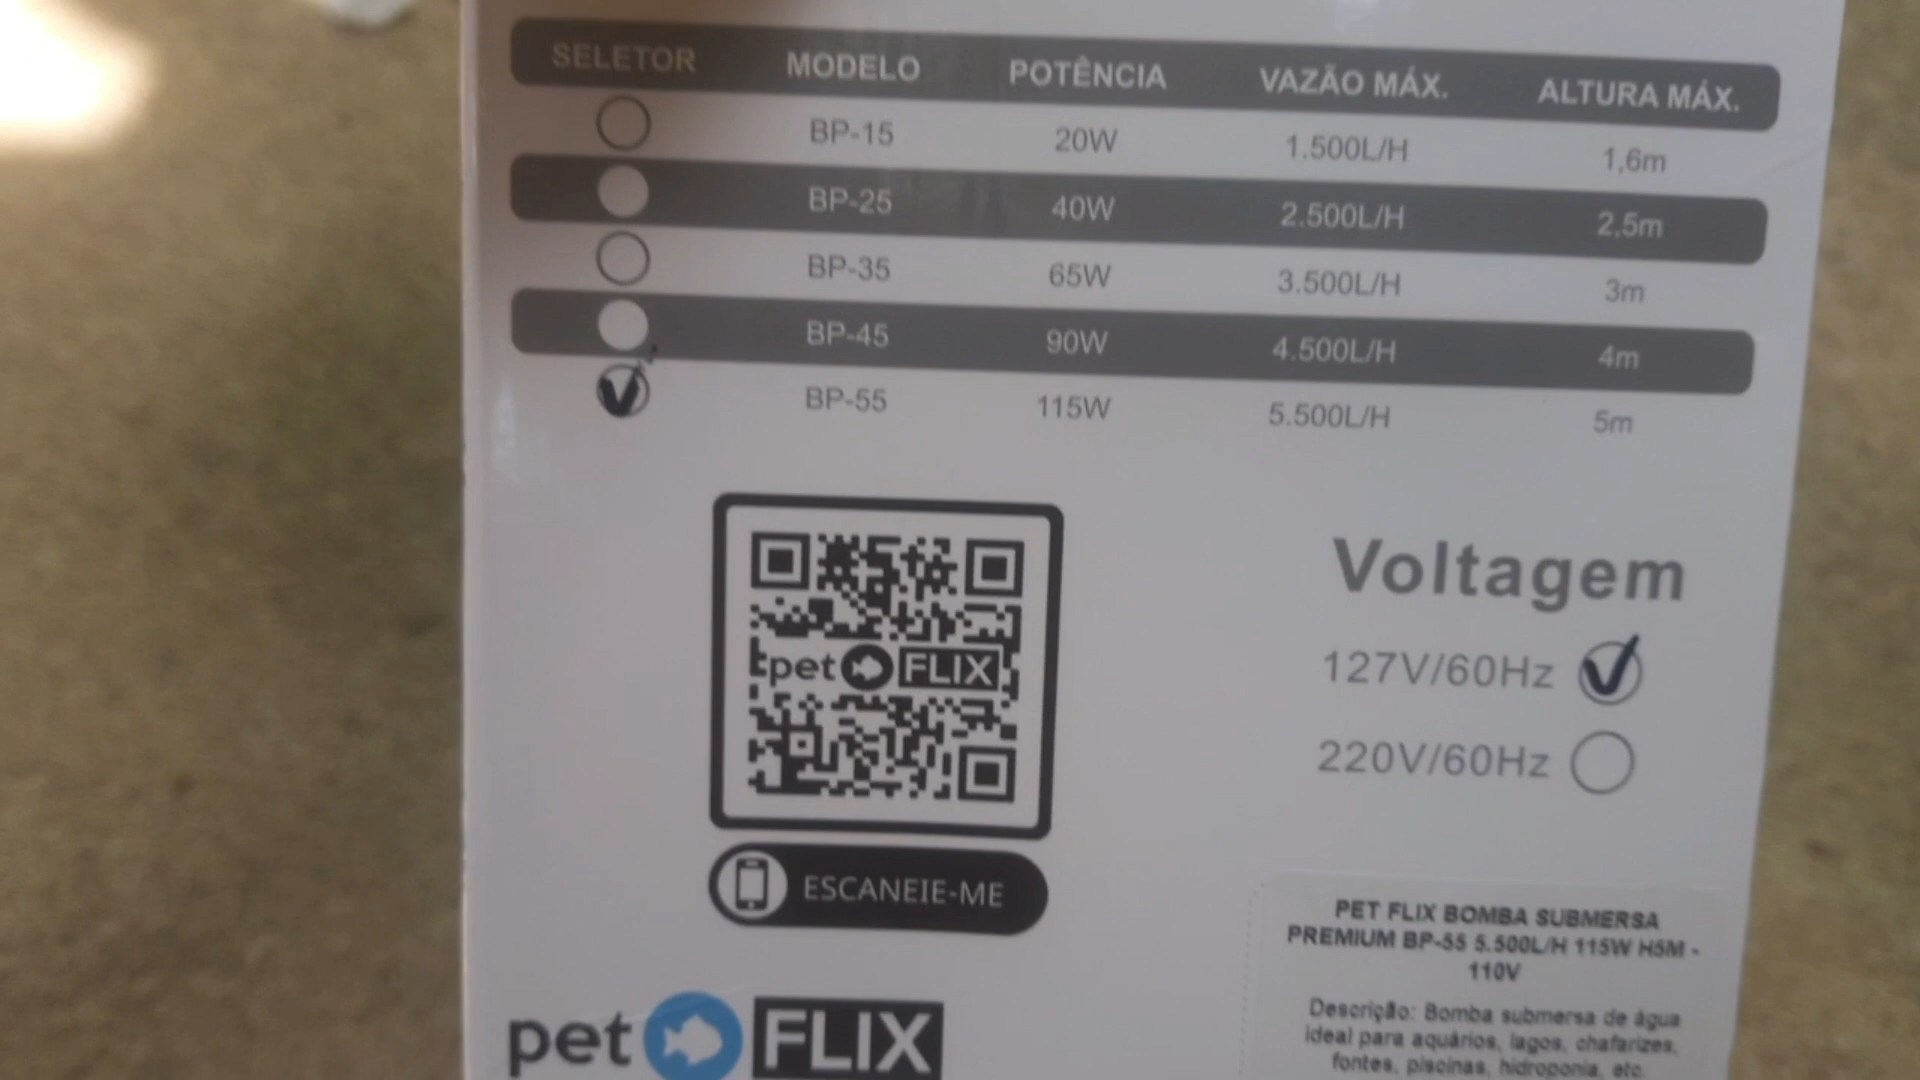 SELETOR MODELO POTÊNCIA VAZÃO MÁX. ALTURA MÁX.
BP-15 20W 1.500L/H 1,6m
BP-25 40W 2.500L/H 2,5m
BP-35 65W 3.500L/H 3m
BP-45 90W 4.500L/H 4m
BP-55 115W 5.500L/H 5m
pet FLIX
ESCANEIE-ME
Voltagem
127V/60Hz
220V/60Hz
PET FLIX BOMBA SUBMERSA
PREMIUM BP-55 5.500L/H 115W H5M -
110V
Descrição: Bomba submersa de água
ideal para aquários, lagos, chafarizes,
fontes, piscinas, hidroponia, etc.
pet FLIX